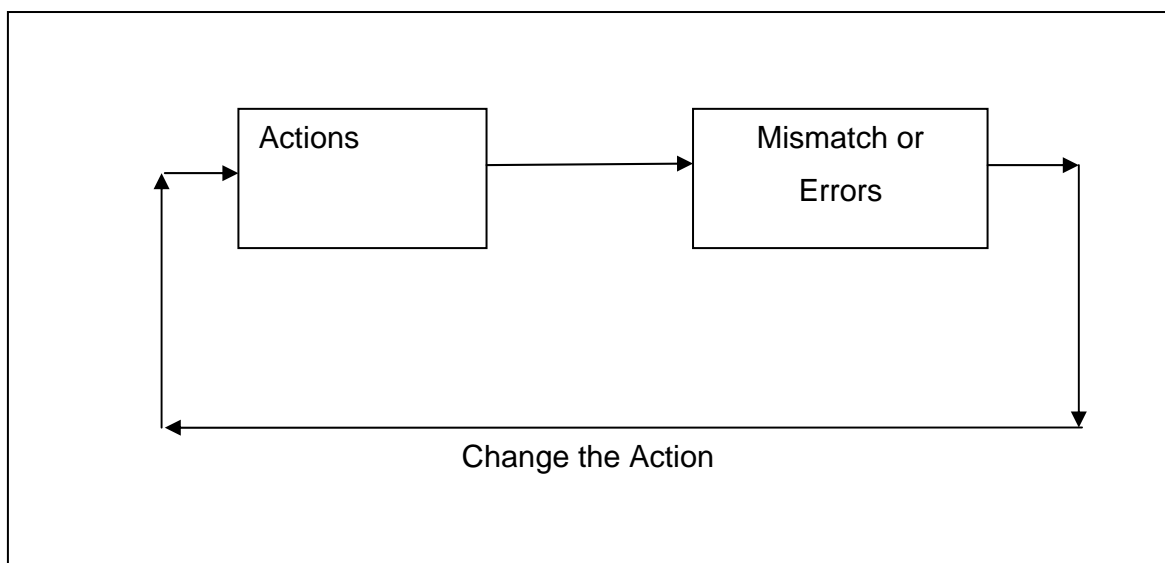 Actions
Mismatch or
Errors
Change the Action